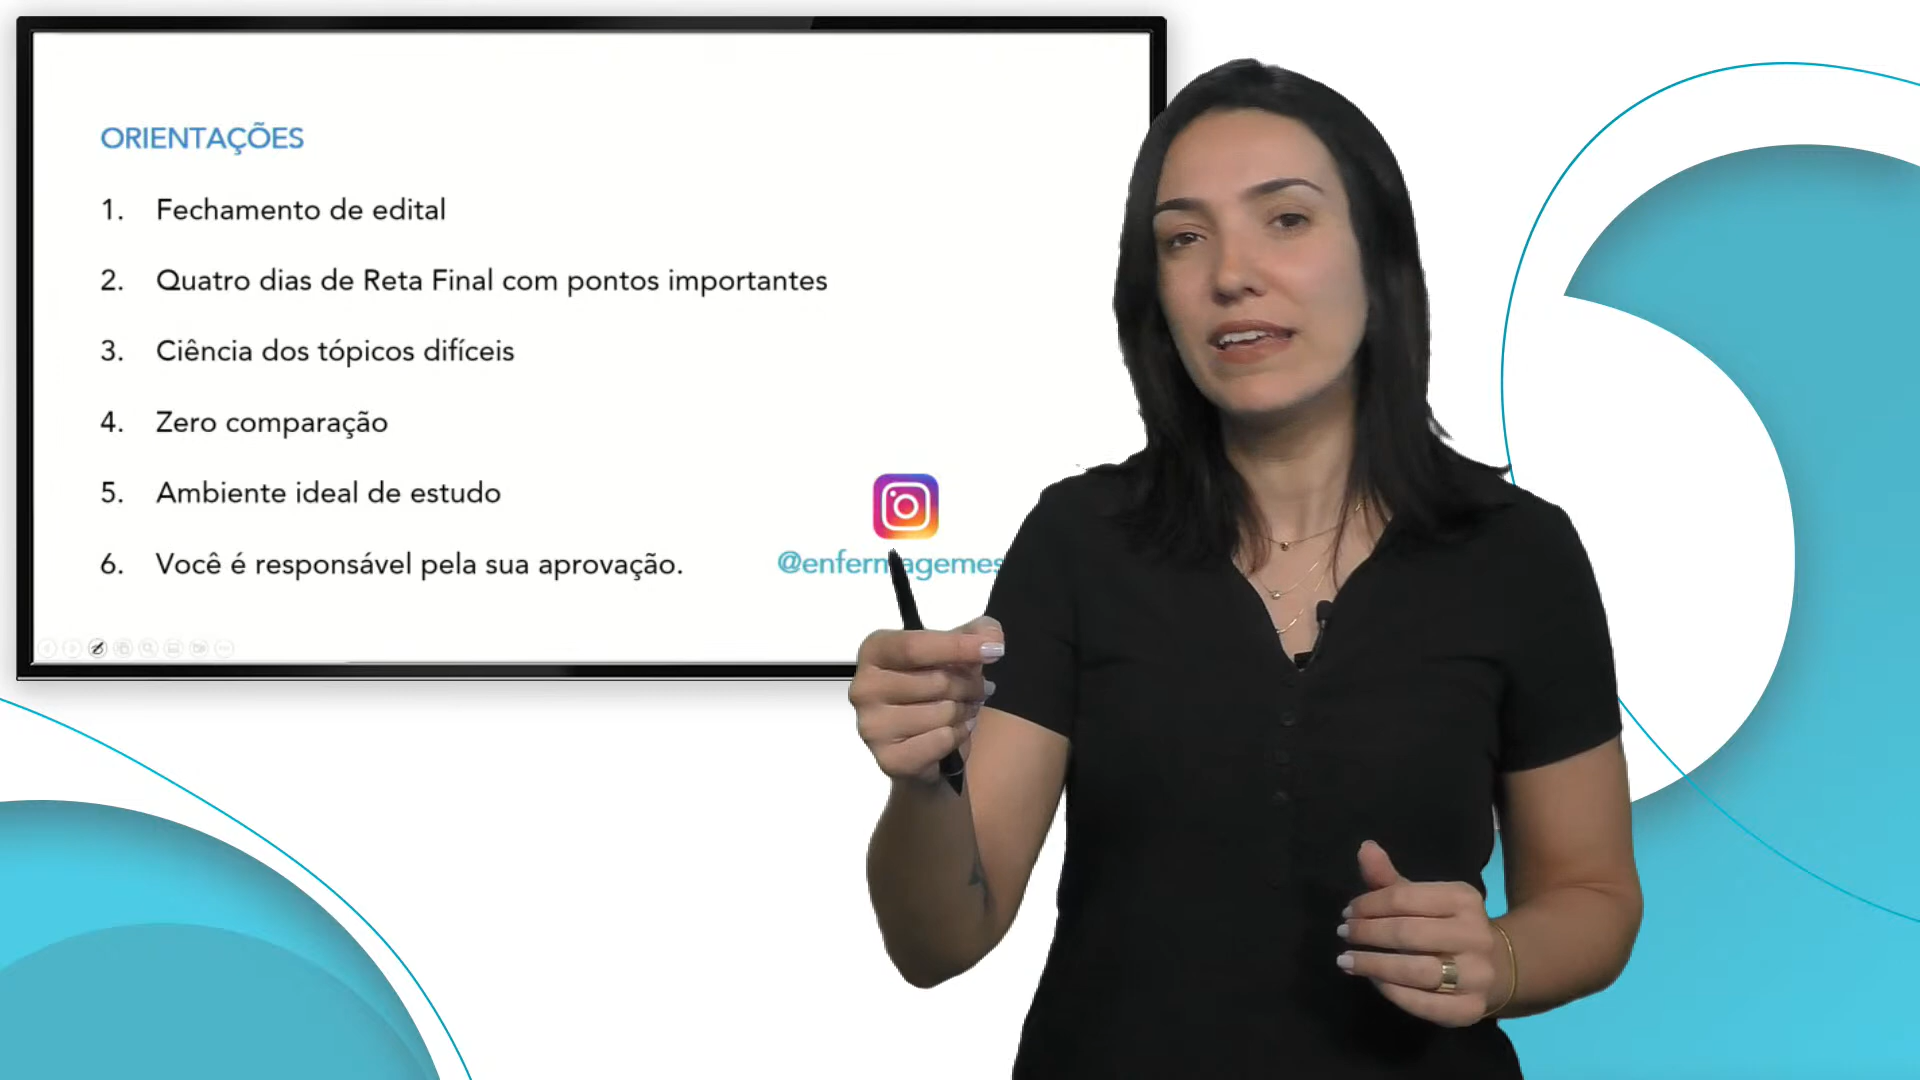 ORIENTAÇÕES
1. Fechamento de edital
2. Quatro dias de Reta Final com pontos importantes
3. Ciência dos tópicos difíceis
4. Zero comparação
5. Ambiente ideal de estudo
6. Você é responsável pela sua aprovação.